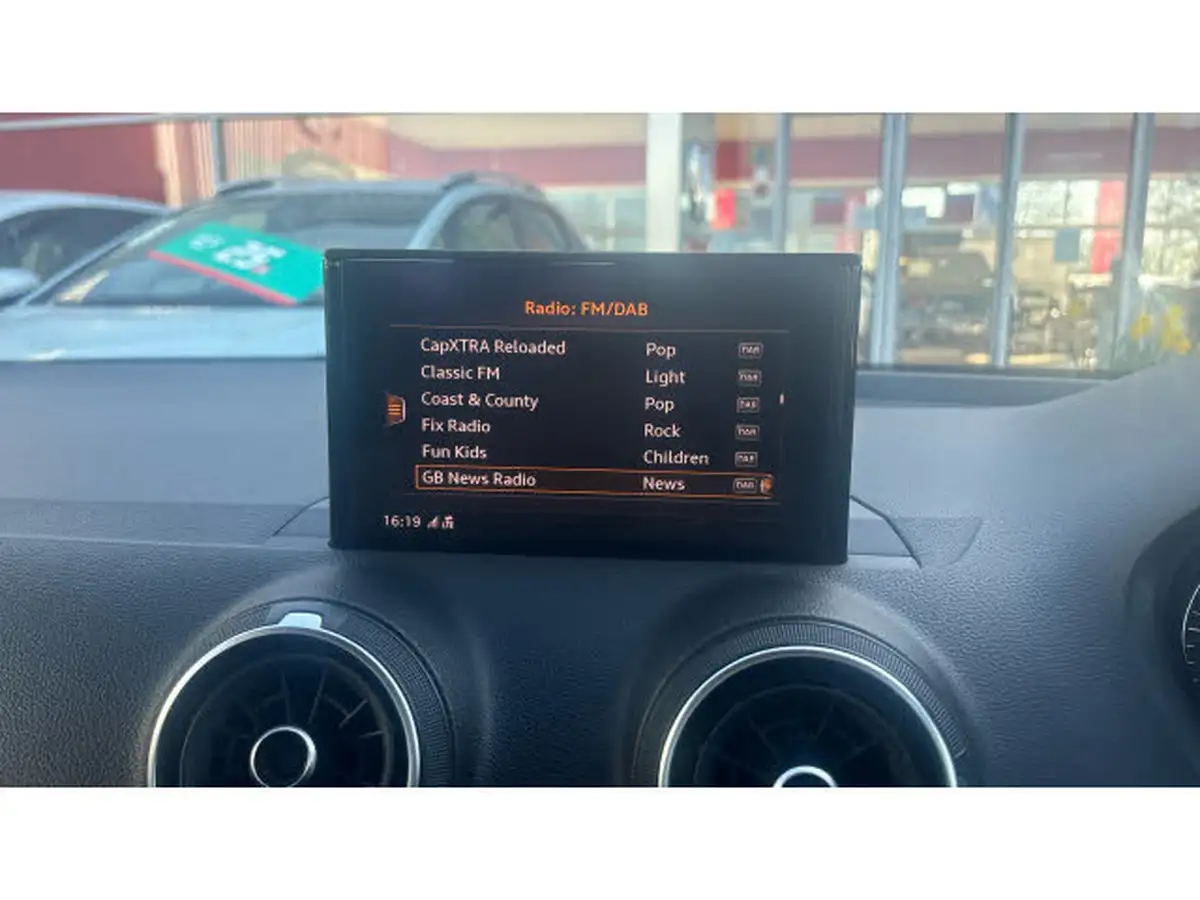 Radio: FM/DAB
CapXTRA Reloaded Pop DAB
Classic FM Light DAB
Coast & County Pop DAB
Fix Radio Rock DAB
Fun Kids Children DAB
GB News Radio News DAB
16:19